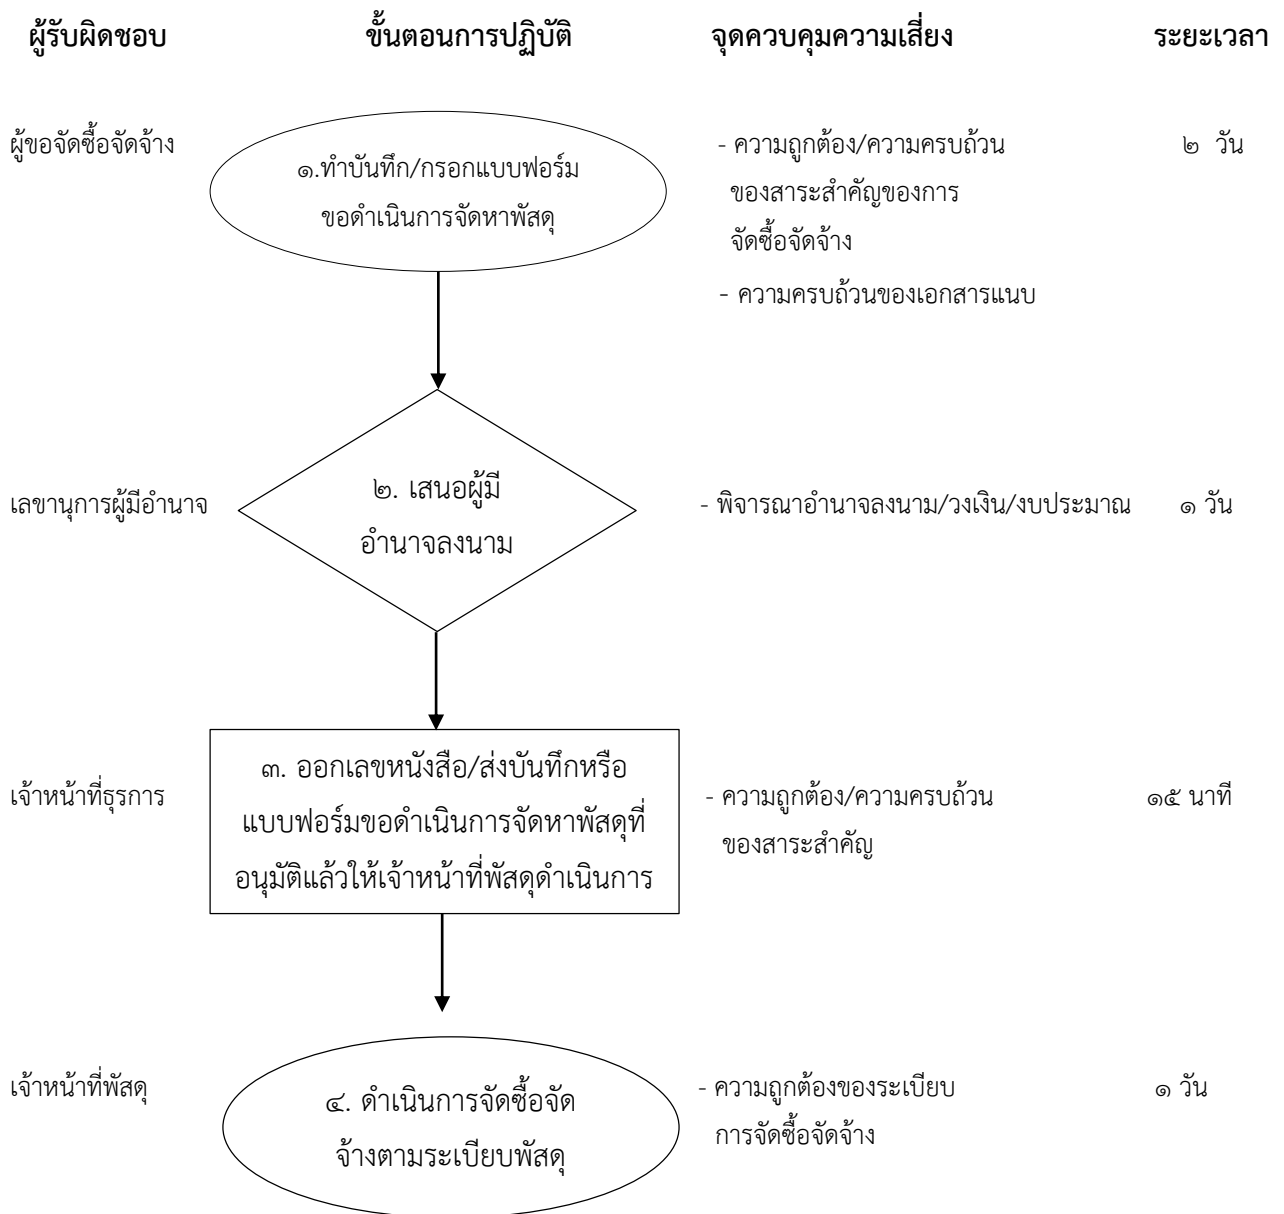 ผู้รับผิดชอบ ขั้นตอนการปฏิบัติ จุดควบคุมความเสี่ยง ระยะเวลา
ผู้ขอจัดซื้อจัดจ้าง
๑.ทำบันทึก/กรอกแบบฟอร์ม
ขอดำเนินการจัดหาพัสดุ
- ความถูกต้อง/ความครบถ้วน
ของสาระสำคัญของการ
จัดซื้อจัดจ้าง
- ความครบถ้วนของเอกสารแนบ
๒ วัน
เลขานุการผู้มีอำนาจ
๒. เสนอผู้มี
อำนาจลงนาม
- พิจารณาอำนาจลงนาม/วงเงิน/งบประมาณ
๑ วัน
เจ้าหน้าที่ธุรการ
๓. ออกเลขหนังสือ/ส่งบันทึกหรือ
แบบฟอร์มขอดำเนินการจัดหาพัสดุที่
อนุมัติแล้วให้เจ้าหน้าที่พัสดุดำเนินการ
- ความถูกต้อง/ความครบถ้วน
ของสาระสำคัญ
๑๕ นาที
เจ้าหน้าที่พัสดุ
๔. ดำเนินการจัดซื้อจัด
จ้างตามระเบียบพัสดุ
- ความถูกต้องของระเบียบ
การจัดซื้อจัดจ้าง
๑ วัน